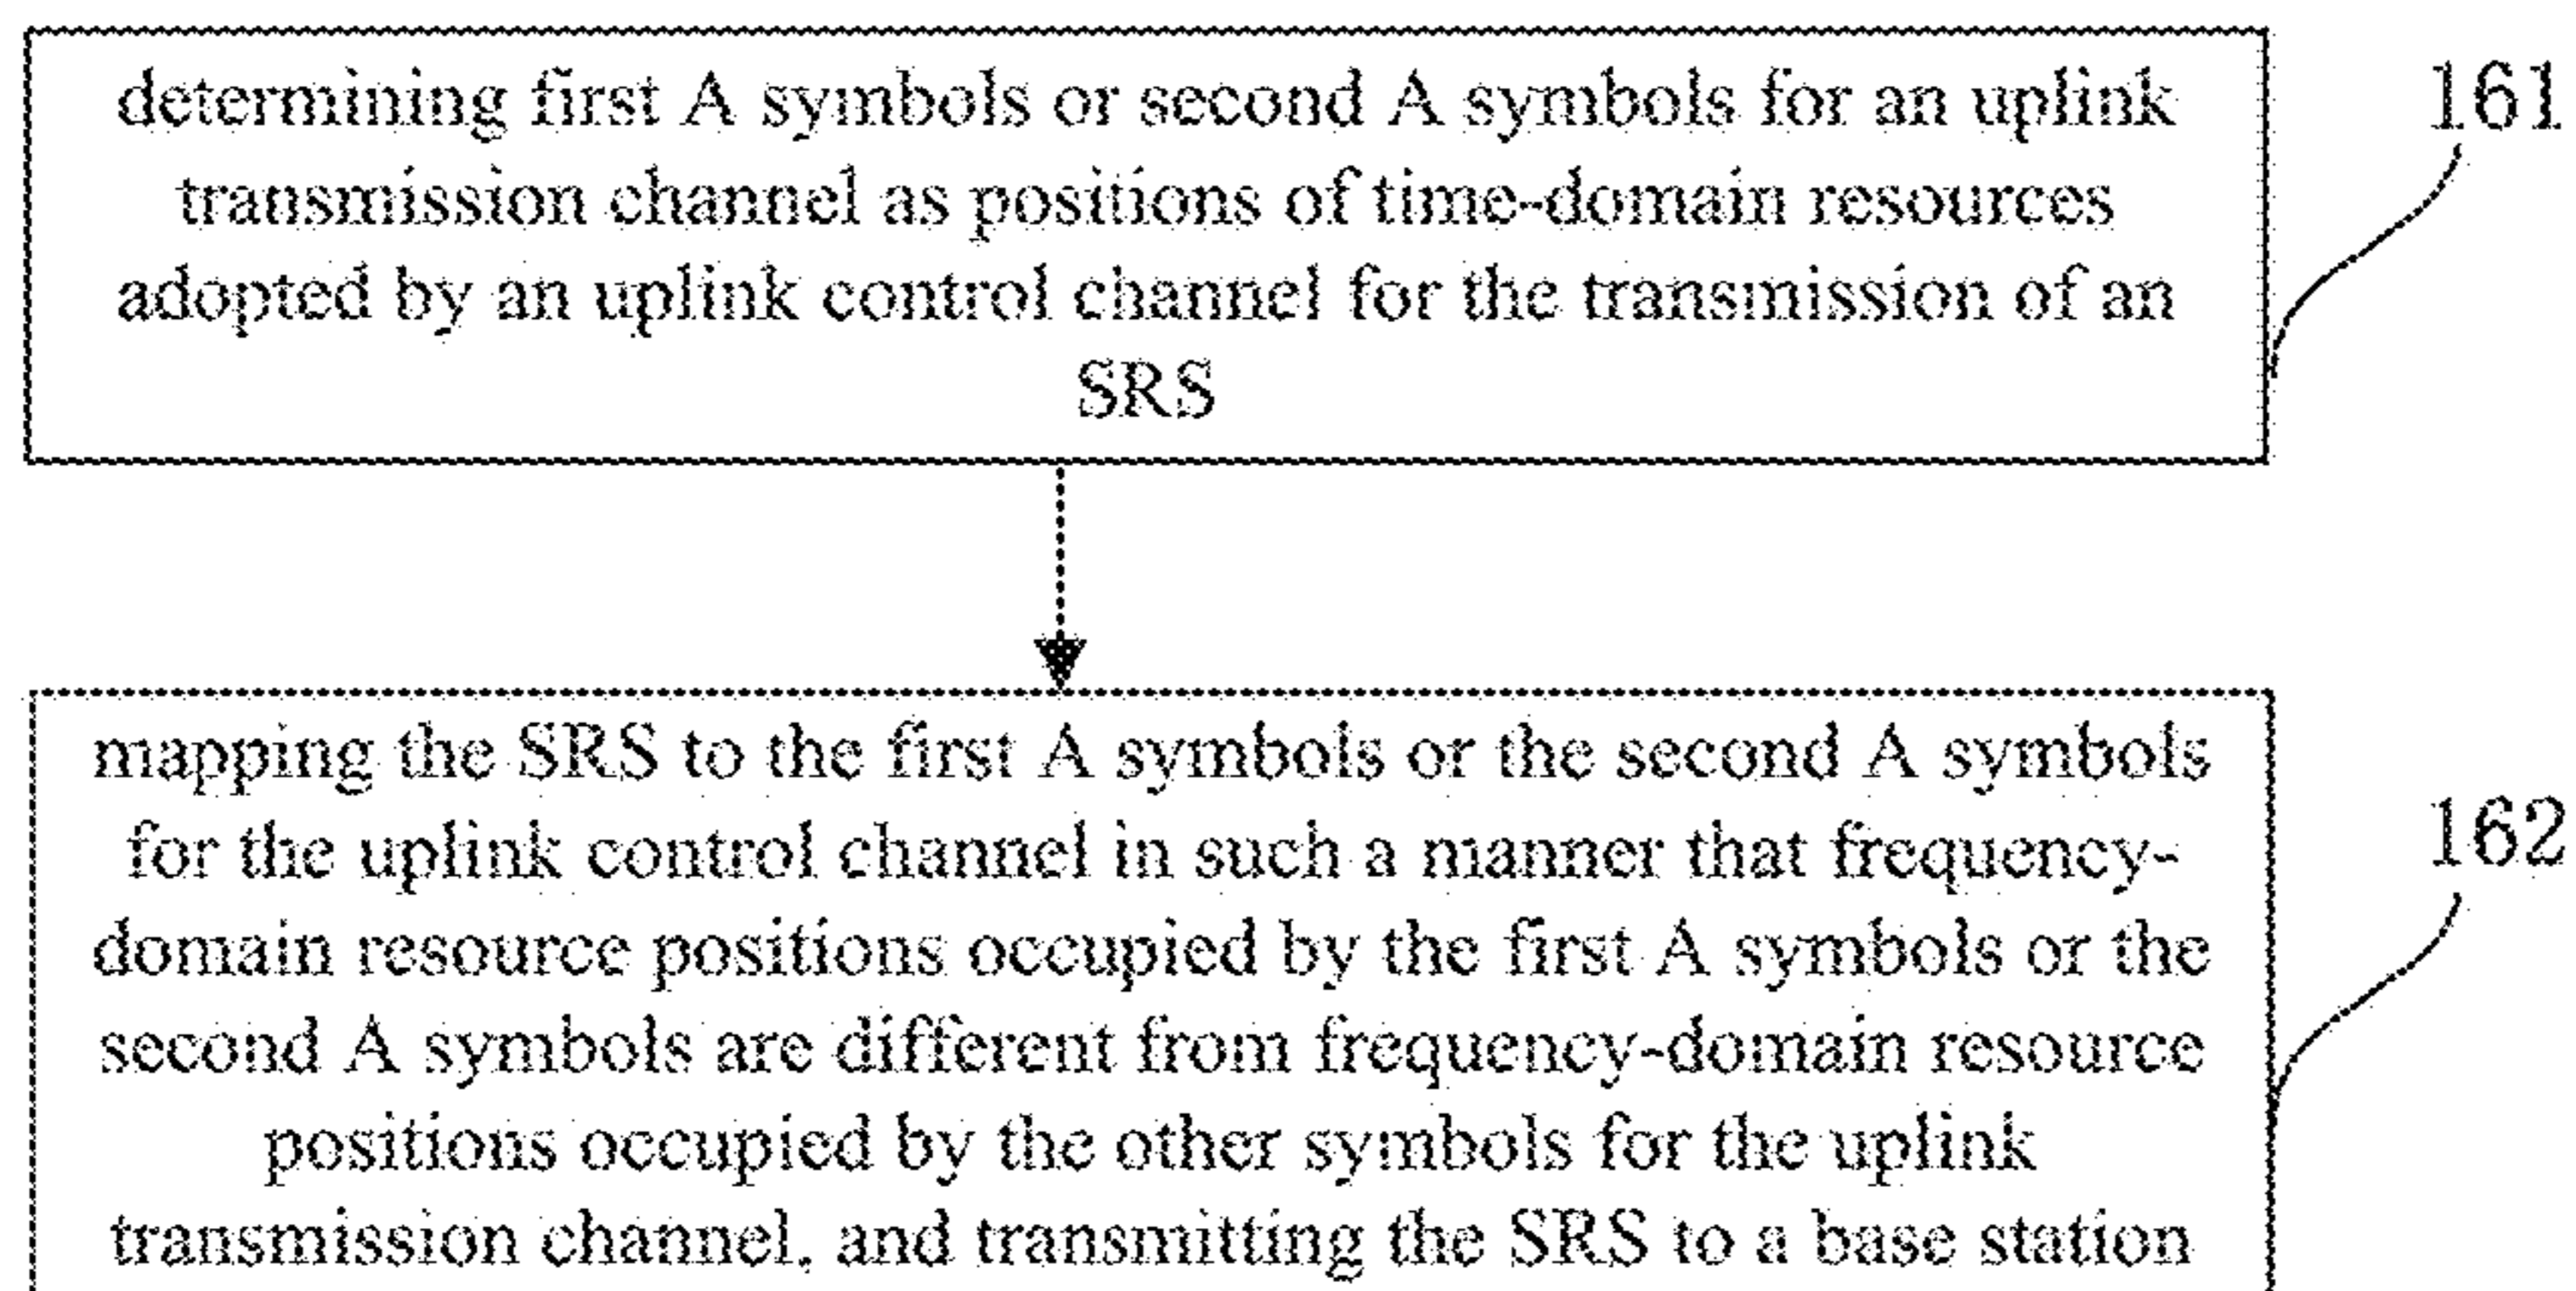 determining first A symbols or second A symbols for an uplink
transmission channel as positions of time-domain resources
adopted by an uplink control channel for the transmission of an
SRS
161
mapping the SRS to the first A symbols or the second A symbols
for the uplink control channel in such a manner that frequency-
domain resource positions occupied by the first A symbols or the
second A symbols are different from frequency-domain resource
positions occupied by the other symbols for the uplink
transmission channel, and transmitting the SRS to a base station
162